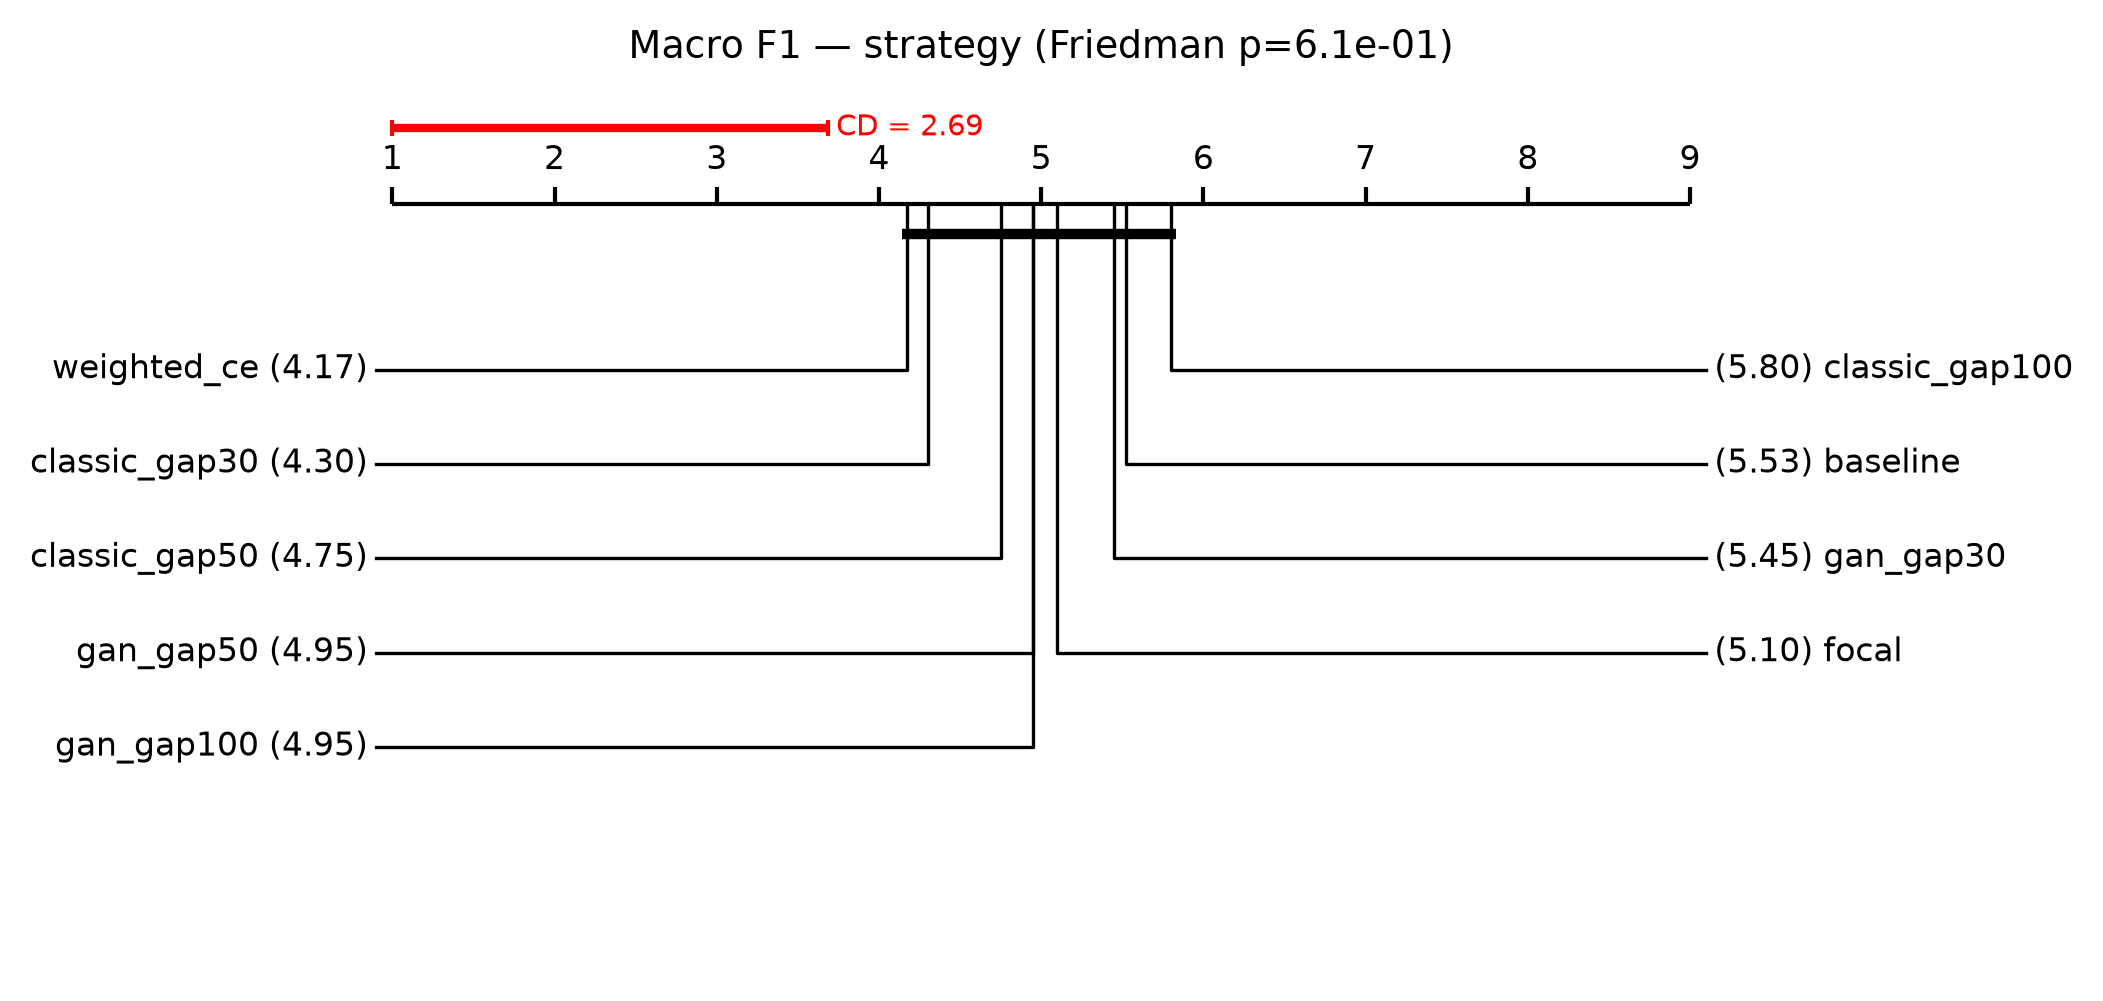 Macro F1 — strategy (Friedman p=6.1e-01)
CD = 2.69
1 2 3 4 5 6 7 8 9
weighted_ce (4.17)
(5.80) classic_gap100
classic_gap30 (4.30)
(5.53) baseline
classic_gap50 (4.75)
(5.45) gan_gap30
gan_gap50 (4.95)
(5.10) focal
gan_gap100 (4.95)